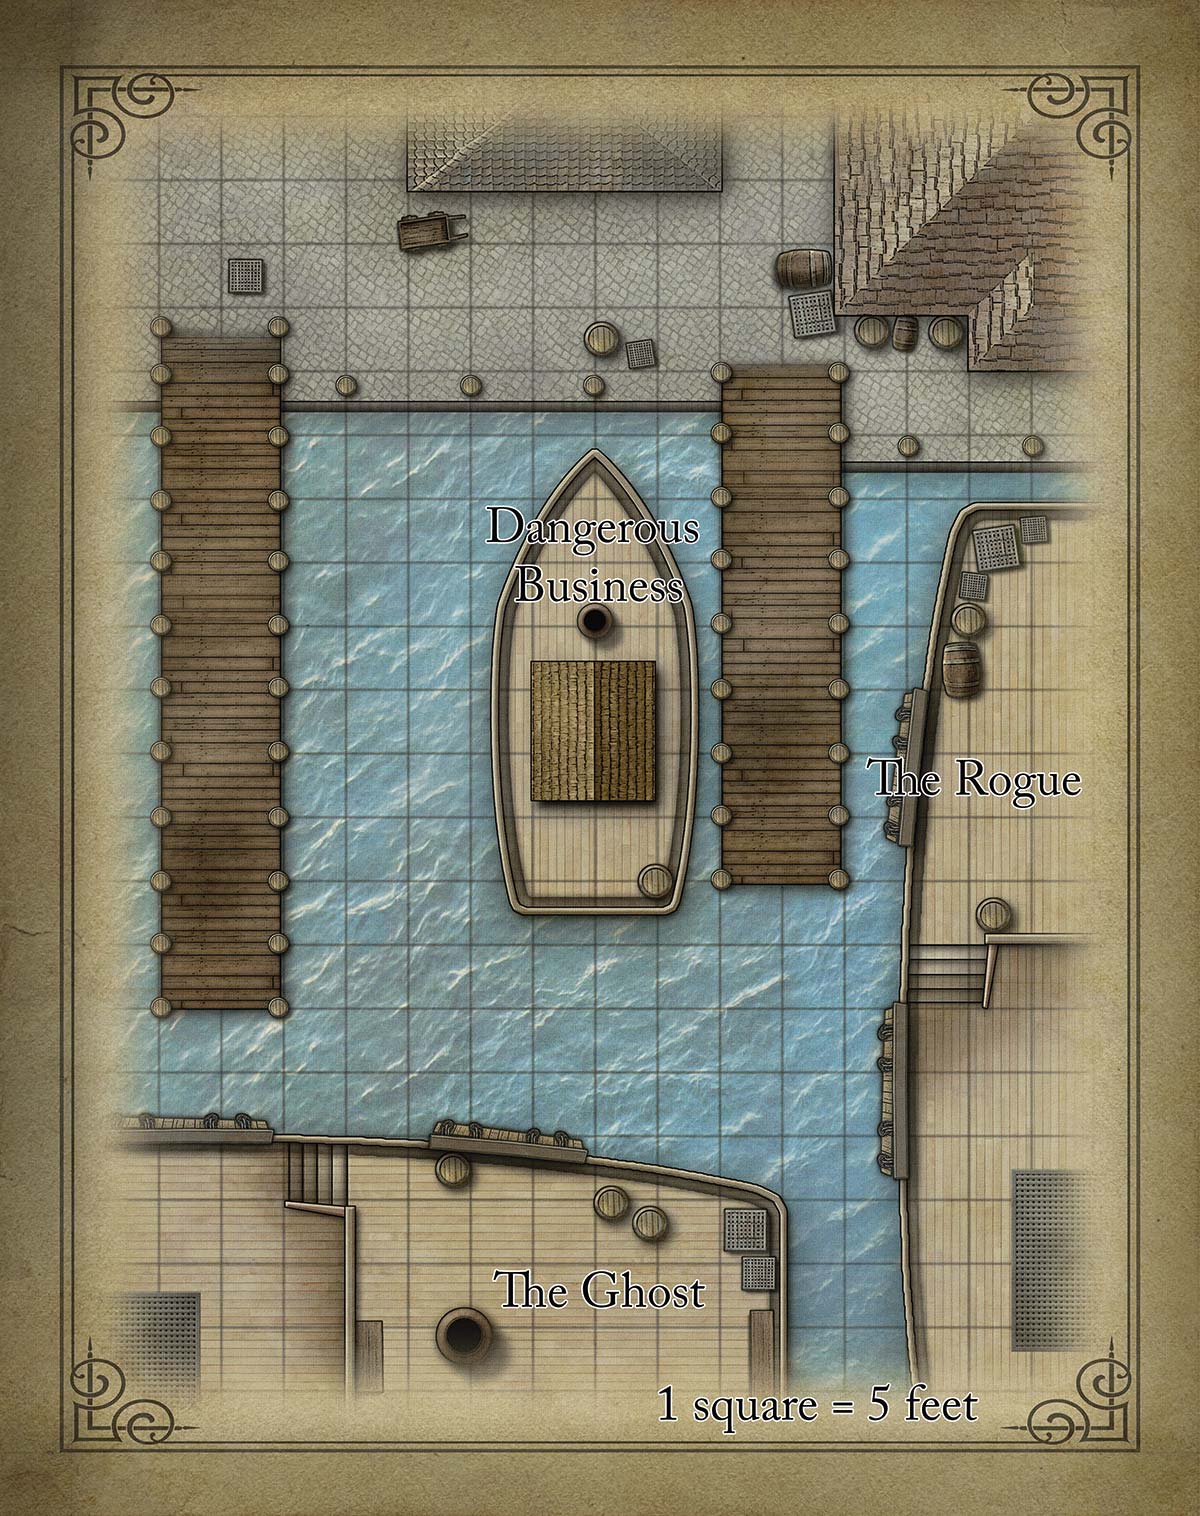 Dangerous
Business
The Rogue
The Ghost
1 square = 5 feet